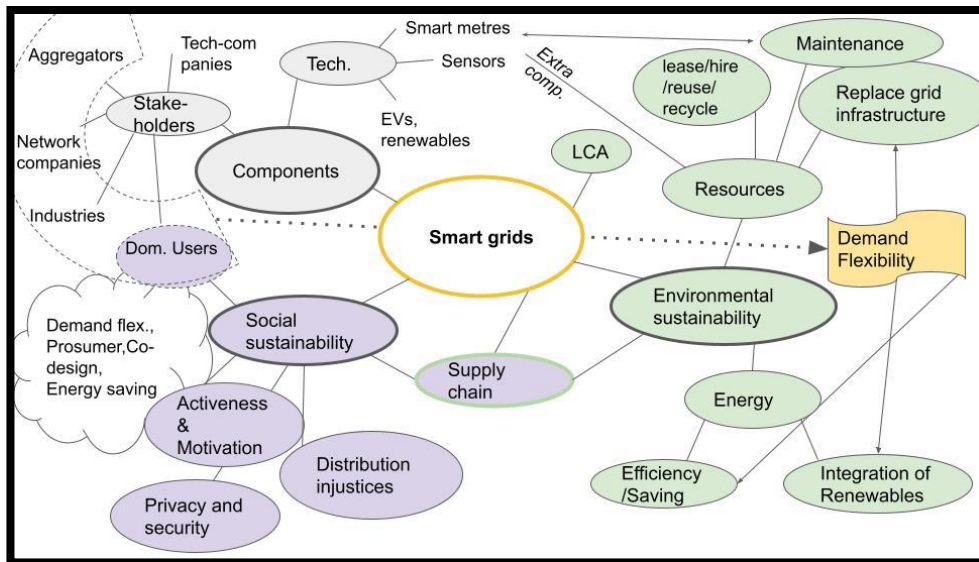 Aggregators
Tech-com
panies
Stake-
holders
Network
companies
Industries
Dom. Users
Tech.
Smart metres
Sensors
EVs,
renewables
Components
Extra
comp.
lease/hire
/reuse/
recycle
Maintenance
Replace grid
infrastructure
LCA
Resources
Smart grids
Demand
Flexibility
Demand flex.,
Prosumer,Co-
design,
Energy saving
Social
sustainability
Environmental
sustainability
Supply
chain
Activeness
&
Motivation
Distribution
injustices
Privacy and
security
Energy
Efficiency
/Saving
Integration of
Renewables